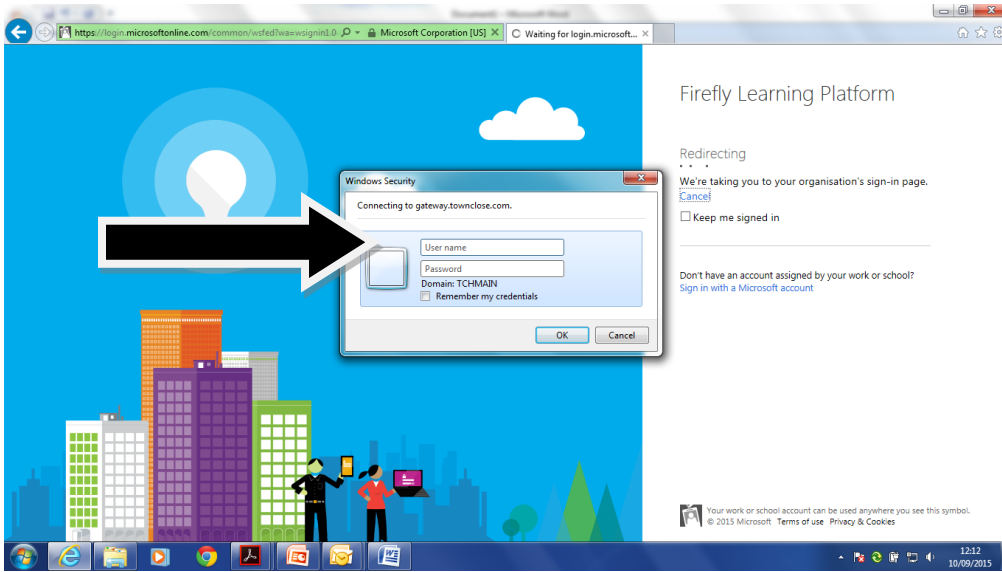 Document1 - Microsoft Word
https://login.microsoftonline.com/common/wsfed?wa=wsignin1.0
Microsoft Corporation [US]
Waiting for login.microsoft...
Firefly Learning Platform
Redirecting
We're taking you to your organisation's sign-in page.
Cancel
Keep me signed in
Don't have an account assigned by your work or school?
Sign in with a Microsoft account
Windows Security
Connecting to gateway.townclose.com.
User name
Password
Domain: TCHMAIN
Remember my credentials
OK
Cancel
Your work or school account can be used anywhere you see this symbol.
© 2015 Microsoft Terms of use Privacy & Cookies
12:12
10/09/2015